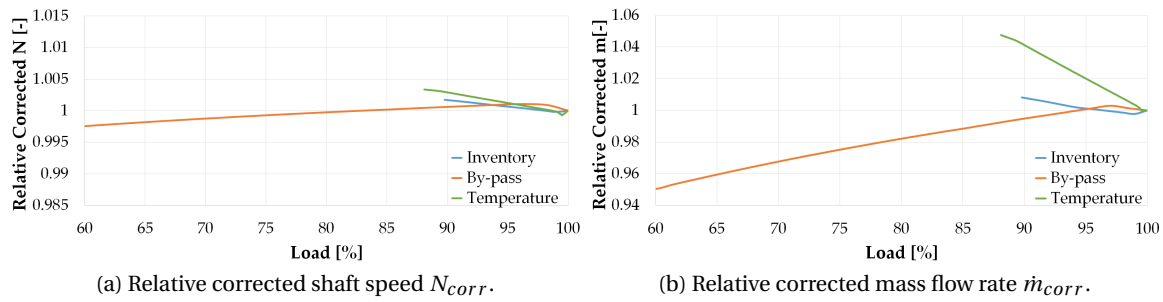 Relative Corrected N [-]
1.015
1.01
1.005
1
0.995
0.99
0.985
60 65 70 75 80 85 90 95 100
Load [%]
Inventory
By-pass
Temperature
(a) Relative corrected shaft speed N_corr.
Relative Corrected m[-]
1.06
1.04
1.02
1
0.98
0.96
0.94
60 65 70 75 80 85 90 95 100
Load [%]
Inventory
By-pass
Temperature
(b) Relative corrected mass flow rate ṁ_corr.